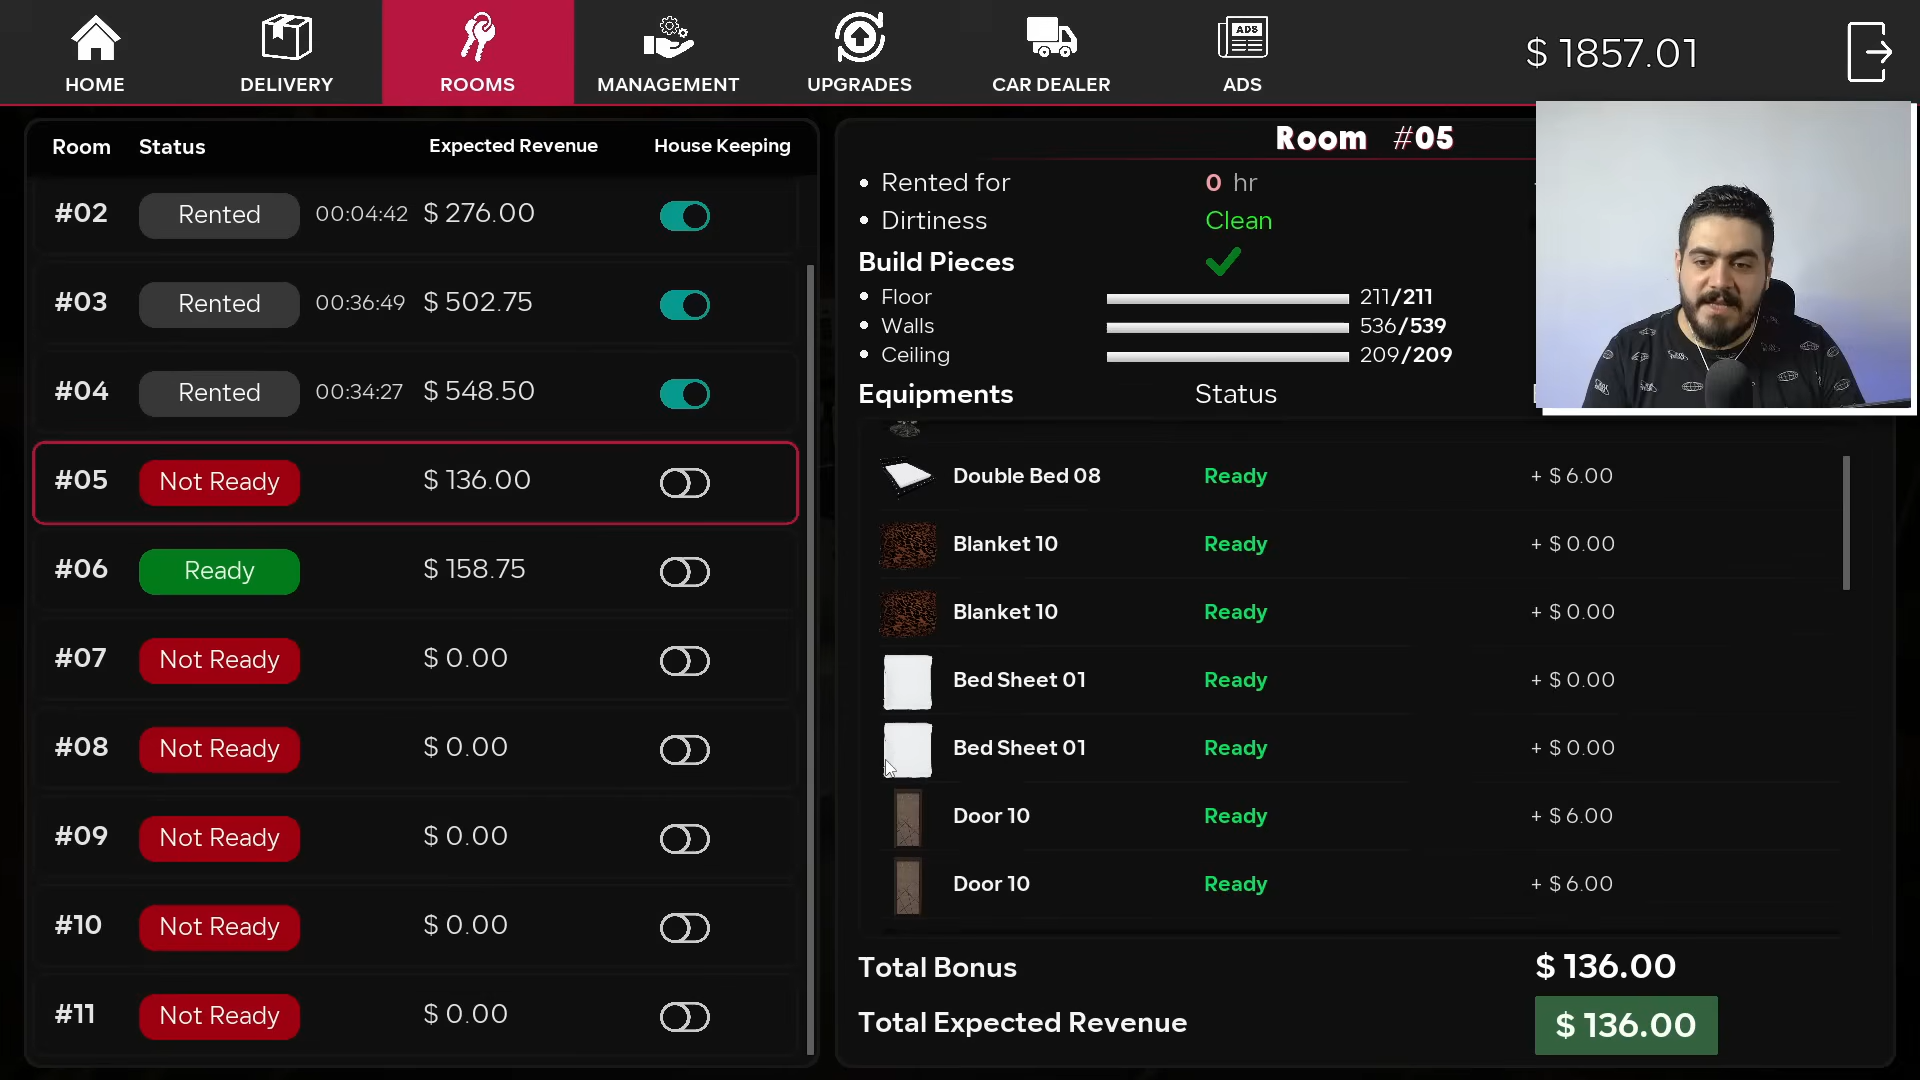 HOME
DELIVERY
ROOMS
MANAGEMENT
UPGRADES
CAR DEALER
ADS
ADS
$ 1857.01
Room Status Expected Revenue House Keeping
#02 Rented 00:04:42 $ 276.00
#03 Rented 00:36:49 $ 502.75
#04 Rented 00:34:27 $ 548.50
#05 Not Ready $ 136.00
#06 Ready $ 158.75
#07 Not Ready $ 0.00
#08 Not Ready $ 0.00
#09 Not Ready $ 0.00
#10 Not Ready $ 0.00
#11 Not Ready $ 0.00
Room #05
Rented for 0 hr
Dirtiness Clean
Build Pieces
Floor 211/211
Walls 536/539
Ceiling 209/209
Equipments Status
Double Bed 08 Ready + $ 6.00
Blanket 10 Ready + $ 0.00
Blanket 10 Ready + $ 0.00
Bed Sheet 01 Ready + $ 0.00
Bed Sheet 01 Ready + $ 0.00
Door 10 Ready + $ 6.00
Door 10 Ready + $ 6.00
Total Bonus $ 136.00
Total Expected Revenue $ 136.00